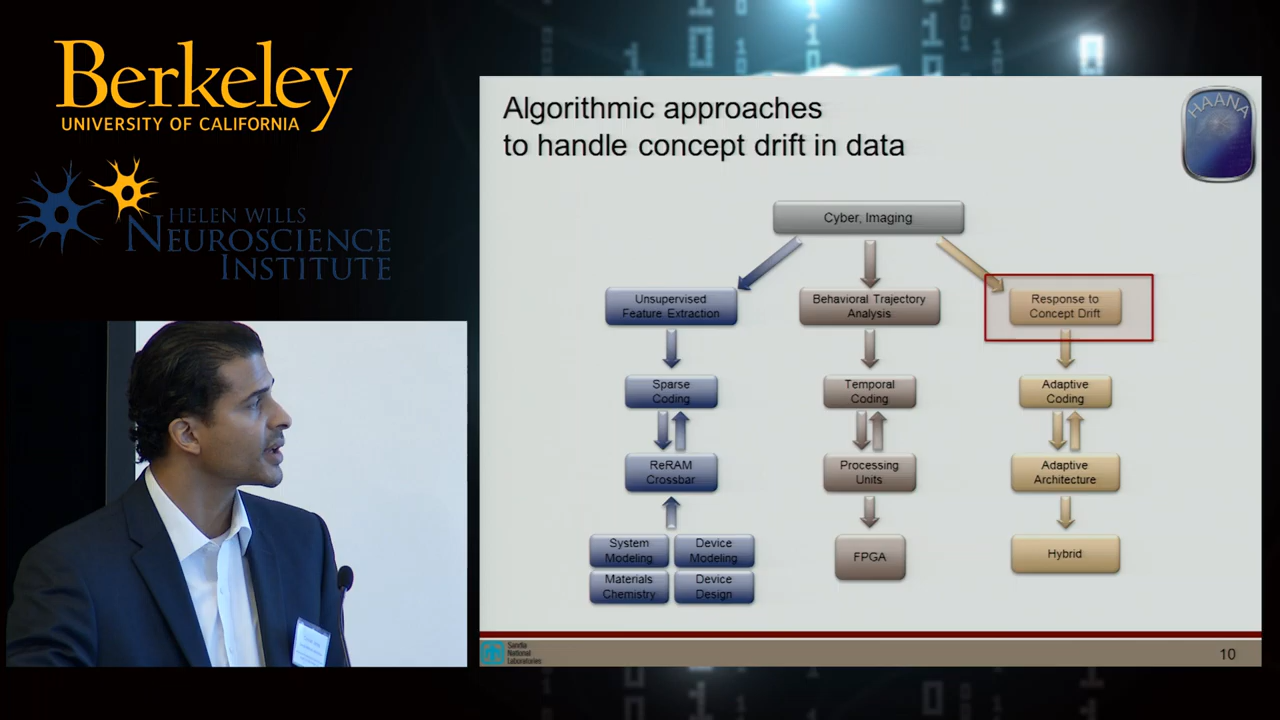 Berkeley
UNIVERSITY OF CALIFORNIA
HELEN WILLS
NEUROSCIENCE
INSTITUTE
Algorithmic approaches
to handle concept drift in data
HAANA
Cyber, Imaging
Unsupervised
Feature Extraction
Behavioral Trajectory
Analysis
Response to
Concept Drift
Sparse
Coding
Temporal
Coding
Adaptive
Coding
ReRAM
Crossbar
Processing
Units
Adaptive
Architecture
System
Modeling
Device
Modeling
Materials
Chemistry
Device
Design
FPGA
Hybrid
Sandia
National
Laboratories
10